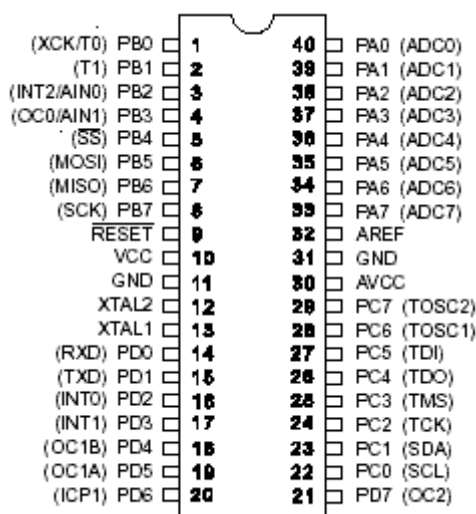 (XCK/T0) PB0 1 40 PA0 (ADC0)
(T1) PB1 2 39 PA1 (ADC1)
(INT2/AIN0) PB2 3 38 PA2 (ADC2)
(OC0/AIN1) PB3 4 37 PA3 (ADC3)
(SS) PB4 5 36 PA4 (ADC4)
(MOSI) PB5 6 35 PA5 (ADC5)
(MISO) PB6 7 34 PA6 (ADC6)
(SCK) PB7 8 33 PA7 (ADC7)
RESET 9 32 AREF
VCC 10 31 GND
GND 11 30 AVCC
XTAL2 12 29 PC7 (TOSC2)
XTAL1 13 28 PC6 (TOSC1)
(RXD) PD0 14 27 PC5 (TDI)
(TXD) PD1 15 26 PC4 (TDO)
(INT0) PD2 16 25 PC3 (TMS)
(INT1) PD3 17 24 PC2 (TCK)
(OC1B) PD4 18 23 PC1 (SDA)
(OC1A) PD5 19 22 PC0 (SCL)
(ICP1) PD6 20 21 PD7 (OC2)